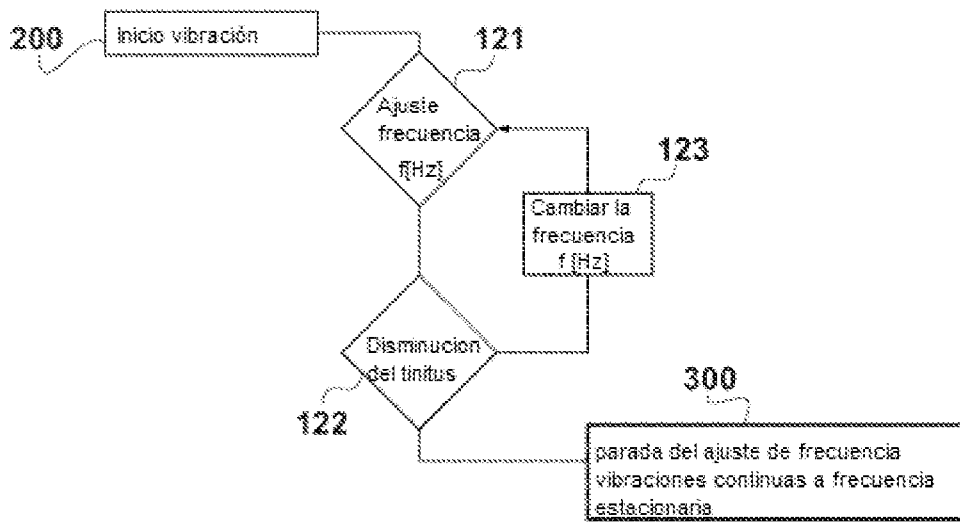 200
Inicio vibración
121
Ajuste
frecuencia
f[Hz]
123
Cambiar la
frecuencia
f [Hz]
Disminucion
del tinitus
122
300
parada del ajuste de frecuencia
vibraciones continuas a frecuencia
estacionaria